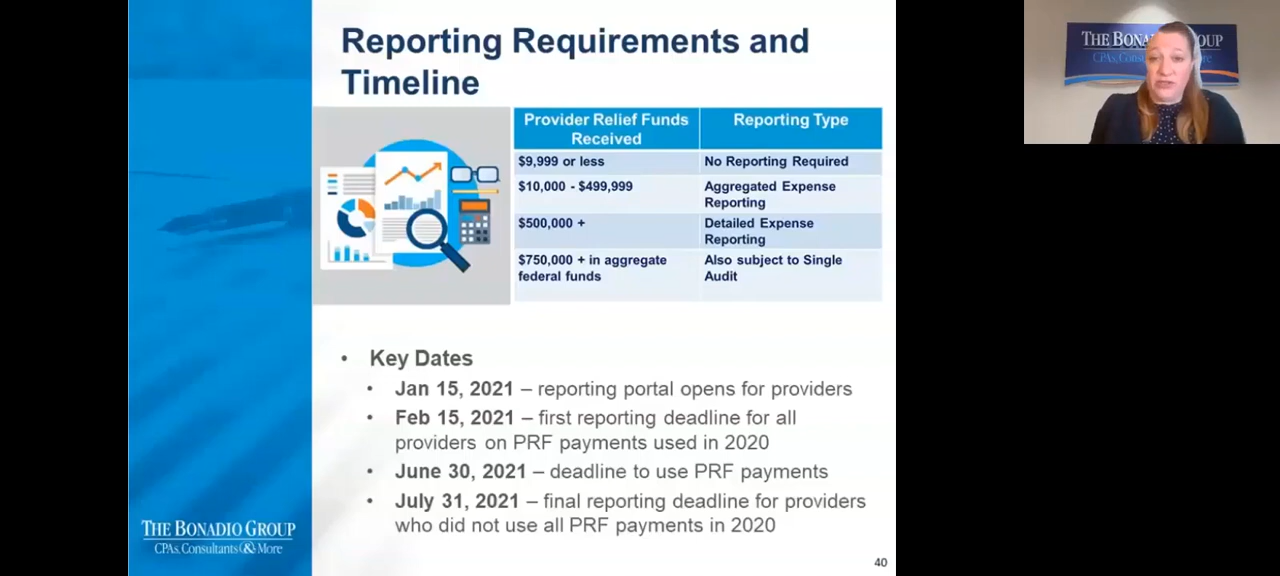 Reporting Requirements and
Timeline
Provider Relief Funds
Received
Reporting Type
$9,999 or less
No Reporting Required
$10,000 - $499,999
Aggregated Expense
Reporting
$500,000 +
Detailed Expense
Reporting
$750,000 + in aggregate
federal funds
Also subject to Single
Audit
• Key Dates
• Jan 15, 2021 – reporting portal opens for providers
• Feb 15, 2021 – first reporting deadline for all
providers on PRF payments used in 2020
• June 30, 2021 – deadline to use PRF payments
• July 31, 2021 – final reporting deadline for providers
who did not use all PRF payments in 2020
THE BONADIO GROUP
CPAs, Consultants & More
40
THE